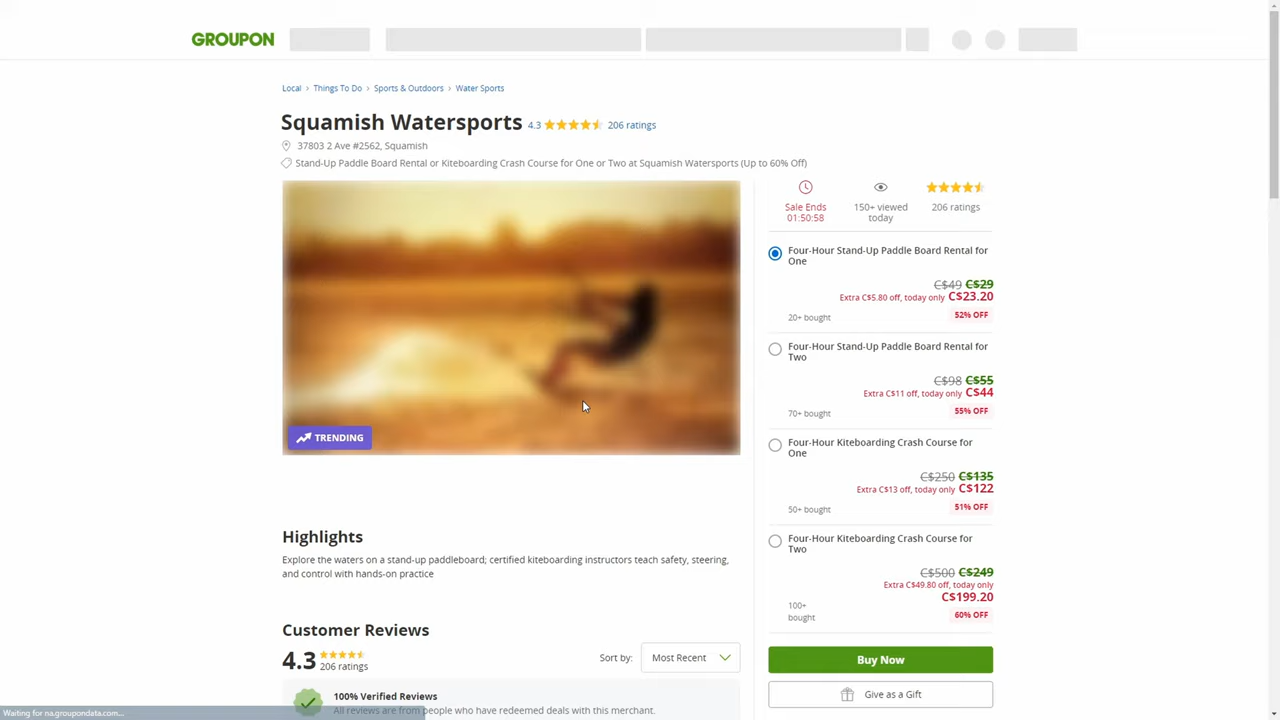 GROUPON
Local > Things To Do > Sports & Outdoors > Water Sports
Squamish Watersports 4.3 206 ratings
37803 2 Ave #2562, Squamish
Stand-Up Paddle Board Rental or Kiteboarding Crash Course for One or Two at Squamish Watersports (Up to 60% Off)
TRENDING
Highlights
Explore the waters on a stand-up paddleboard; certified kiteboarding instructors teach safety, steering,
and control with hands-on practice
Customer Reviews
4.3
206 ratings
Sort by: Most Recent
100% Verified Reviews
All reviews are from people who have redeemed deals with this merchant.
Sale Ends
01:50:58
150+ viewed
today
206 ratings
Four-Hour Stand-Up Paddle Board Rental for
One
C$49 C$29
Extra C$5.80 off, today only C$23.20
20+ bought
52% OFF
Four-Hour Stand-Up Paddle Board Rental for
Two
C$98 C$55
Extra C$11 off, today only C$44
70+ bought
55% OFF
Four-Hour Kiteboarding Crash Course for
One
C$250 C$135
Extra C$13 off, today only C$122
50+ bought
51% OFF
Four-Hour Kiteboarding Crash Course for
Two
C$500 C$249
Extra C$49.80 off, today only
C$199.20
100+
bought
60% OFF
Buy Now
Give as a Gift
Waiting for na.groupondata.com...